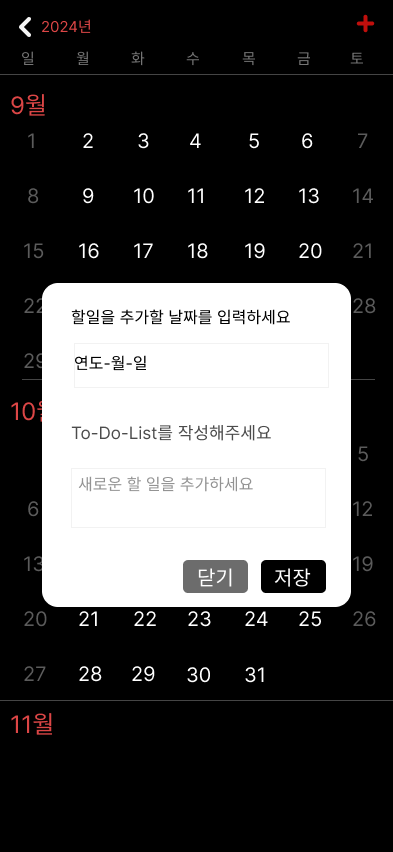 2024년
일 월 화 수 목 금 토
9월
1 2 3 4 5 6 7
8 9 10 11 12 13 14
15 16 17 18 19 20 21
22 28
할일을 추가할 날짜를 입력하세요
29
연도-월-일
10월
To-Do-List를 작성해주세요
5
새로운 할 일을 추가하세요
6 12
13 19
닫기 저장
20 21 22 23 24 25 26
27 28 29 30 31
11월